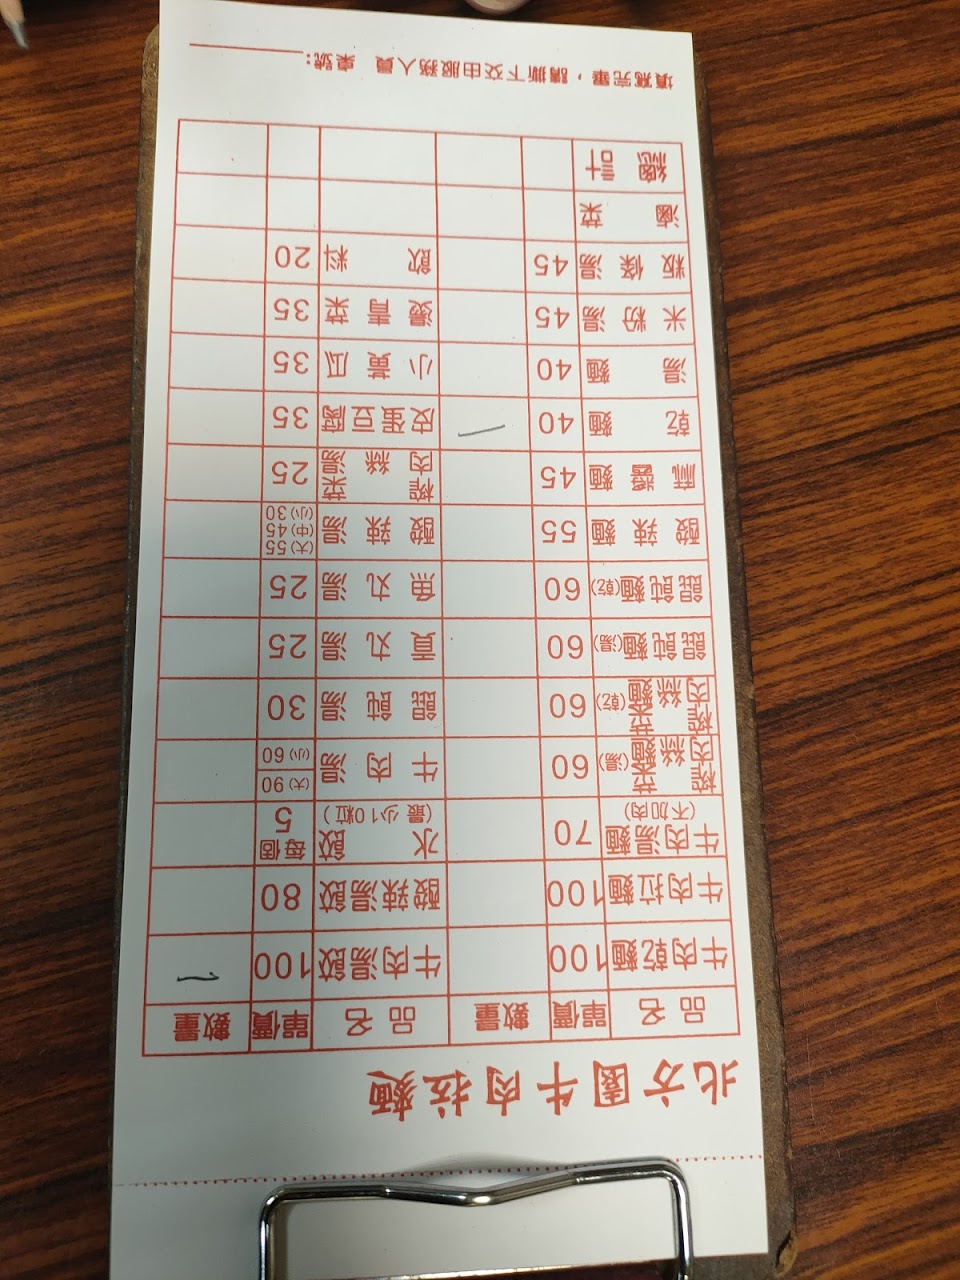 北方園牛肉拉麵
品名 單價 數量 品名 單價 數量
牛肉乾麵 100 牛肉湯餃 100 一
牛肉拉麵 100 酸辣湯餃 80
牛肉湯麵(不加肉) 70 水餃(最少10粒) 每個5
榨菜肉絲麵(湯) 60 牛肉湯 (大)90 (小)60
榨菜肉絲麵(乾) 60 餛飩湯 30
餛飩麵(湯) 60 貢丸湯 25
餛飩麵(乾) 60 魚丸湯 25
酸辣麵 55 酸辣湯 (大)55 (中)45 (小)30
麻醬麵 45 榨菜肉絲湯 25
乾麵 40 一 皮蛋豆腐 35
湯麵 40 小黃瓜 35
米粉湯 45 燙青菜 35
粄條湯 45 飲料 20
滷菜
總計
填寫完畢，請撕下交由服務人員 桌號: